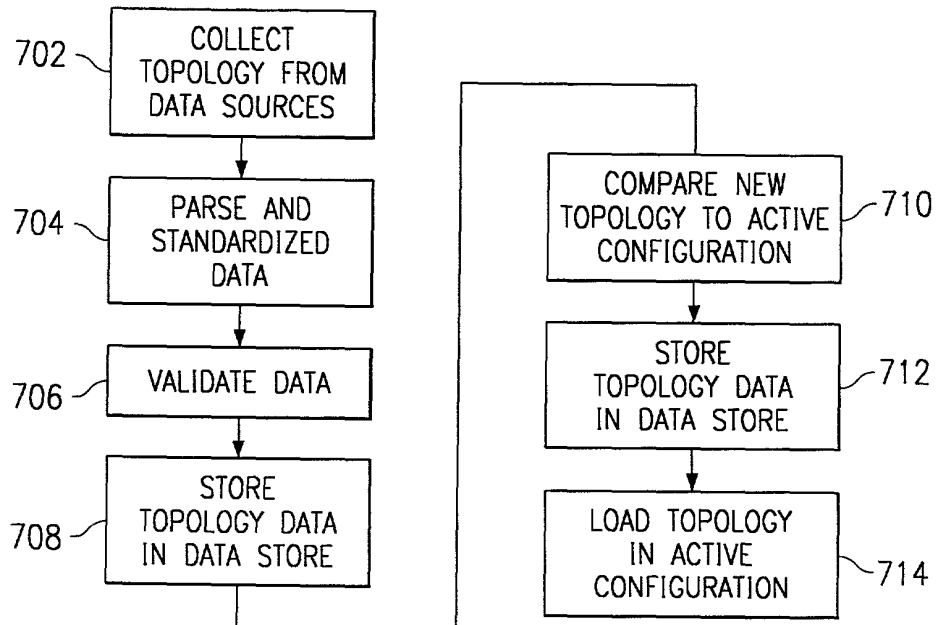 702
COLLECT
TOPOLOGY FROM
DATA SOURCES
704
PARSE AND
STANDARDIZED
DATA
706
VALIDATE DATA
708
STORE
TOPOLOGY DATA
IN DATA STORE
COMPARE NEW
TOPOLOGY TO ACTIVE
CONFIGURATION
710
STORE
TOPOLOGY DATA
IN DATA STORE
712
LOAD TOPOLOGY
IN ACTIVE
CONFIGURATION
714